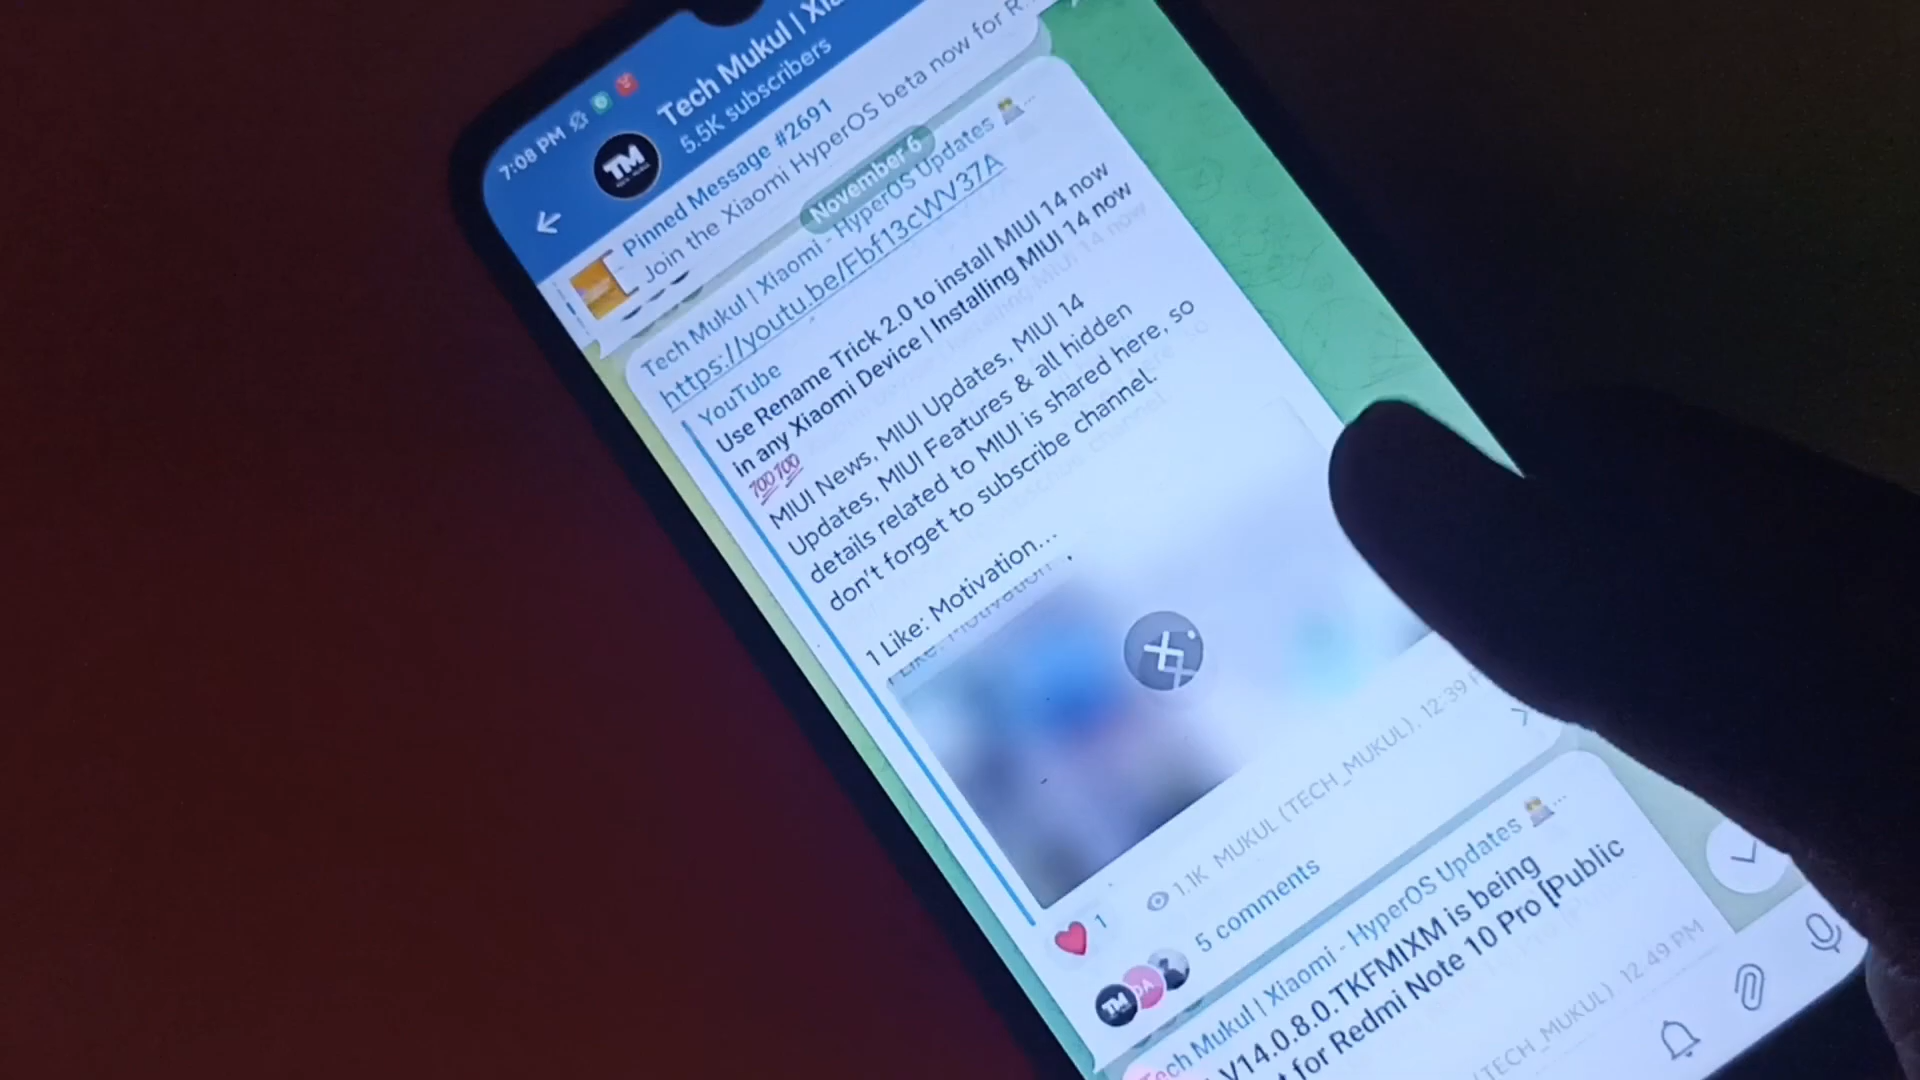 7:08 PM
TM
Tech Mukul |
5.5K subscribers
Pinned Message #2691
Join the Xiaomi HyperOS beta now for R...
November 6
Tech Mukul | Xiaomi - HyperOS Updates 👨‍💻...
https://youtu.be/Fbf13cWV37A
YouTube
Use Rename Trick 2.0 to install MIUI 14 now
in any Xiaomi Device | Installing MIUI 14 now
💯💯
MIUI News, MIUI Updates, MIUI 14
Updates, MIUI Features & all hidden
details related to MIUI is shared here, so
don't forget to subscribe channel.
1 Like: Motivation...
1.1K MUKUL (TECH_MUKUL), 12:39
❤ 1
5 comments
TM
Tech Mukul | Xiaomi - HyperOS Updates 👨‍💻...
V14.0.8.0.TKFMIXM is being
for Redmi Note 10 Pro [Public
(TECH_MUKUL) 12:49 PM